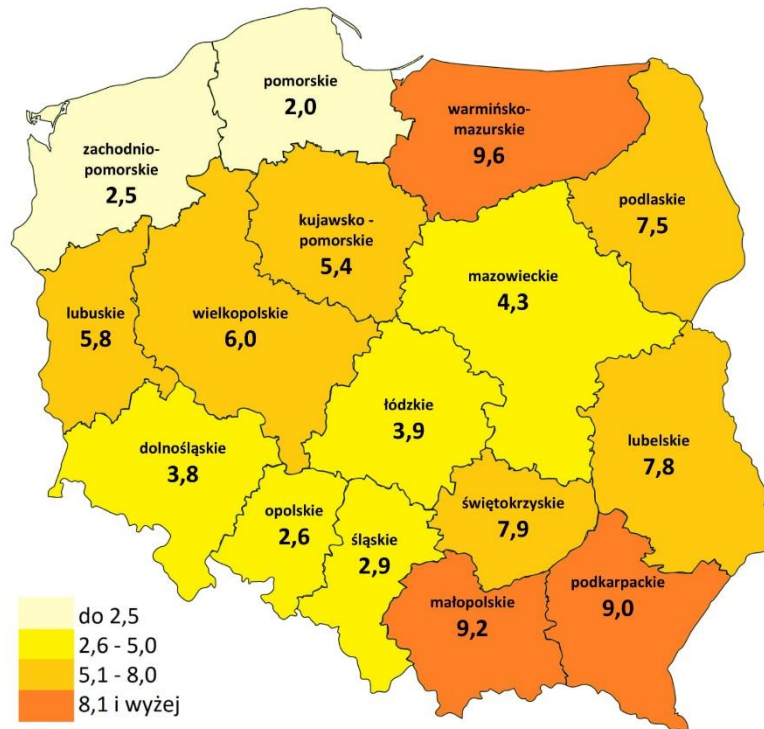 pomorskie
2,0
warmińsko-
mazurskie
9,6
zachodnio-
pomorskie
2,5
podlaskie
7,5
kujawsko -
pomorskie
5,4
mazowieckie
4,3
lubuskie
5,8
wielkopolskie
6,0
łódzkie
3,9
dolnośląskie
3,8
lubelskie
7,8
opolskie
2,6
śląskie
2,9
świętokrzyskie
7,9
małopolskie
9,2
podkarpackie
9,0
do 2,5
2,6 - 5,0
5,1 - 8,0
8,1 i wyżej